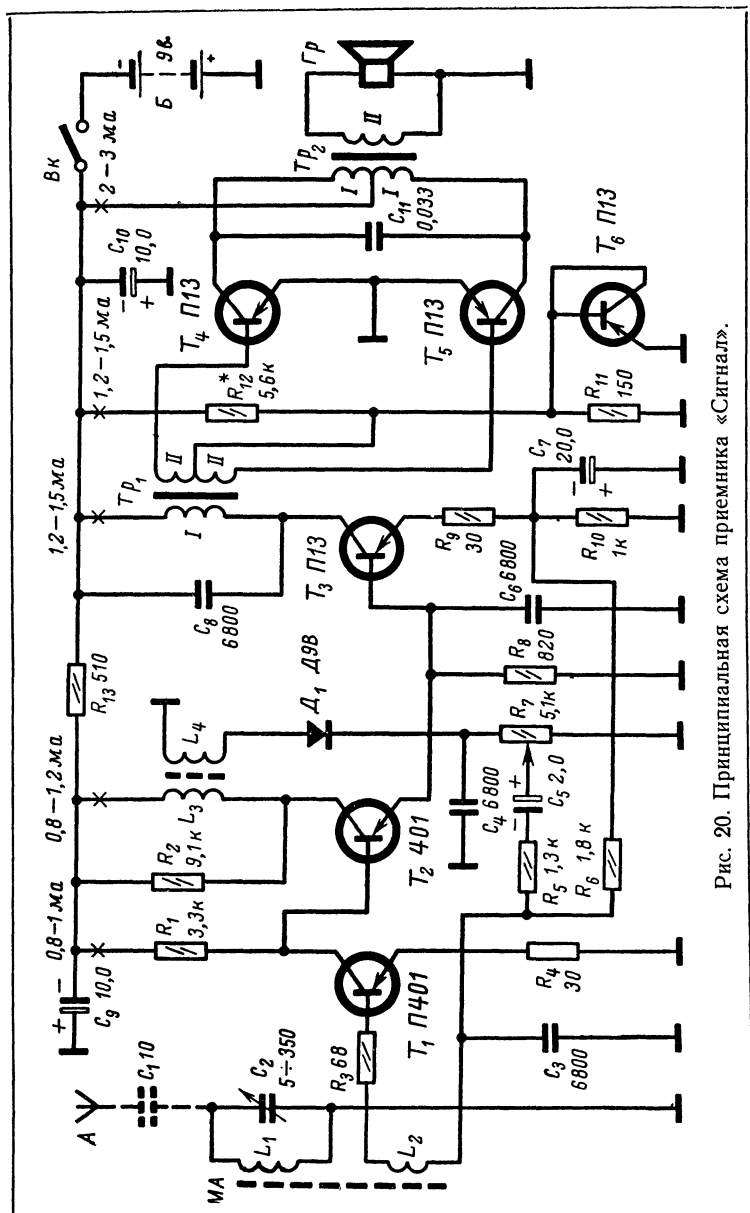 А
C₁ 10
МА
L₁
C₂
5÷350
L₂
+ −
C₉ 10,0
0,8−1 ма
R₁
3,3к
R₃ 68
T₁ П401
R₄
30
C₃
6800
R₂
9,1к
0,8−1,2 ма
L₃
L₄
T₂ 401
Д₁ Д9В
C₄ 6800
− +
C₅ 2,0
R₅ 1,3 к
R₆ 1,8 к
R₇
5,1к
R₈
820
R₁₃ 510
C₈
6800
1,2−1,5 ма
Тр₁
I
II
II
T₃ П13
C₆ 6800
R₉
30
R₁₀
1к
C₇
20,0
−
+
1,2−1,5 ма
R₁₂*
5,6к
R₁₁
150
C₁₀
10,0
−
+
T₄ П13
T₅ П13
T₆ П13
C₁₁
0,033
2−3 ма
Вк
Тр₂
I
I
II
Гр
Б 9в.
−
+
Рис. 20. Принципиальная схема приемника «Сигнал».